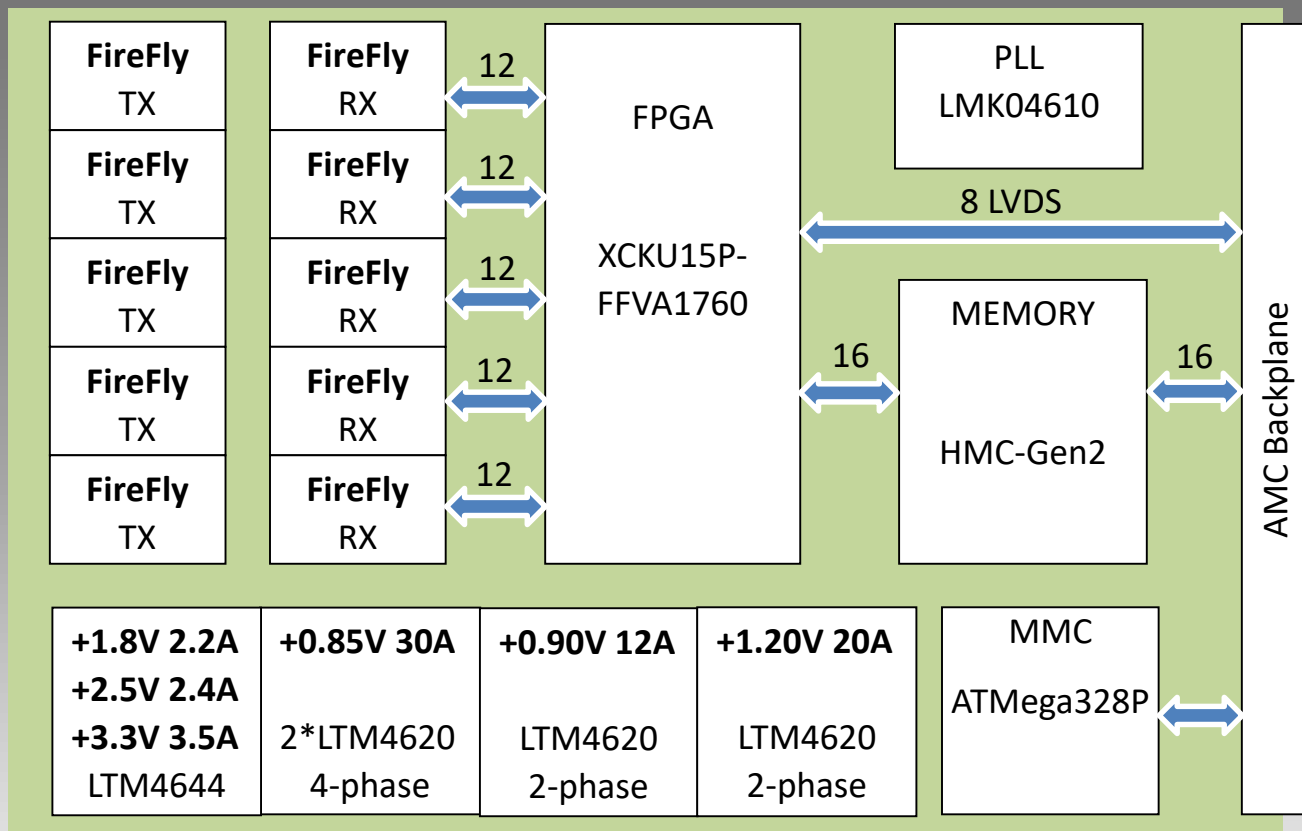 FireFly
TX
FireFly
TX
FireFly
TX
FireFly
TX
FireFly
TX
FireFly
RX
FireFly
RX
FireFly
RX
FireFly
RX
FireFly
RX
12
12
12
12
12
FPGA
XCKU15P-
FFVA1760
PLL
LMK04610
8 LVDS
16
MEMORY
HMC-Gen2
16
AMC Backplane
+1.8V 2.2A
+2.5V 2.4A
+3.3V 3.5A
LTM4644
+0.85V 30A
2*LTM4620
4-phase
+0.90V 12A
LTM4620
2-phase
+1.20V 20A
LTM4620
2-phase
MMC
ATMega328P